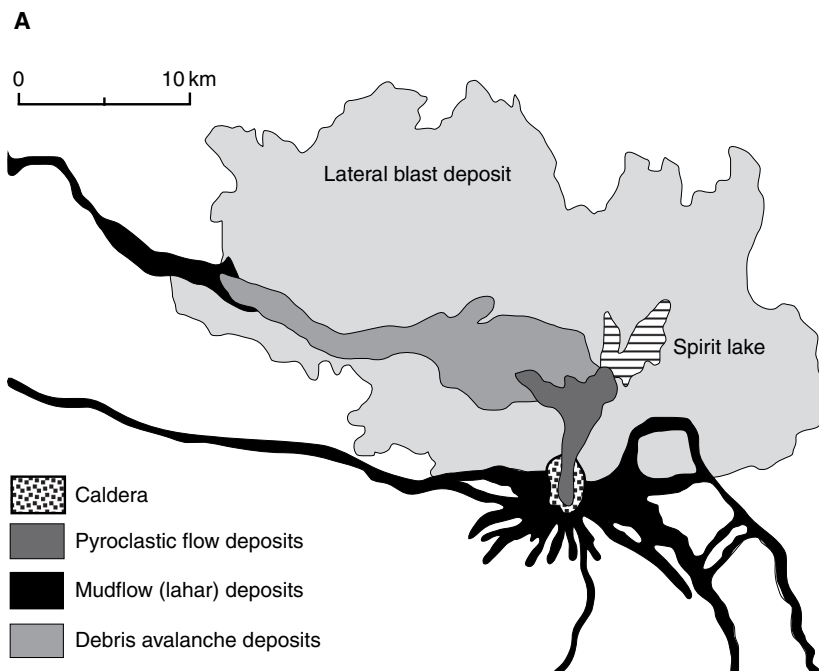 A
0 10 km
Lateral blast deposit
Spirit lake
Caldera
Pyroclastic flow deposits
Mudflow (lahar) deposits
Debris avalanche deposits